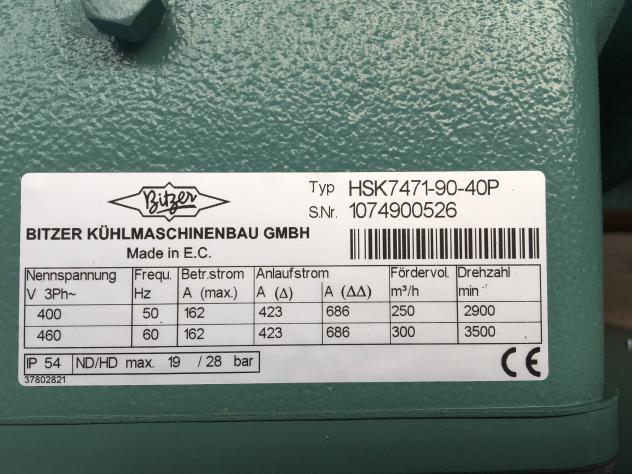 Bitzer
Typ HSK7471-90-40P
S.Nr. 1074900526
BITZER KÜHLMASCHINENBAU GMBH
Made in E.C.
Nennspannung Frequ. Betr.strom Anlaufstrom Fördervol. Drehzahl
V 3Ph~ Hz A (max.) A (Δ) A (ΔΔ) m³/h min⁻¹
400 50 162 423 686 250 2900
460 60 162 423 686 300 3500
IP 54 ND/HD max. 19 / 28 bar
CE
37802821